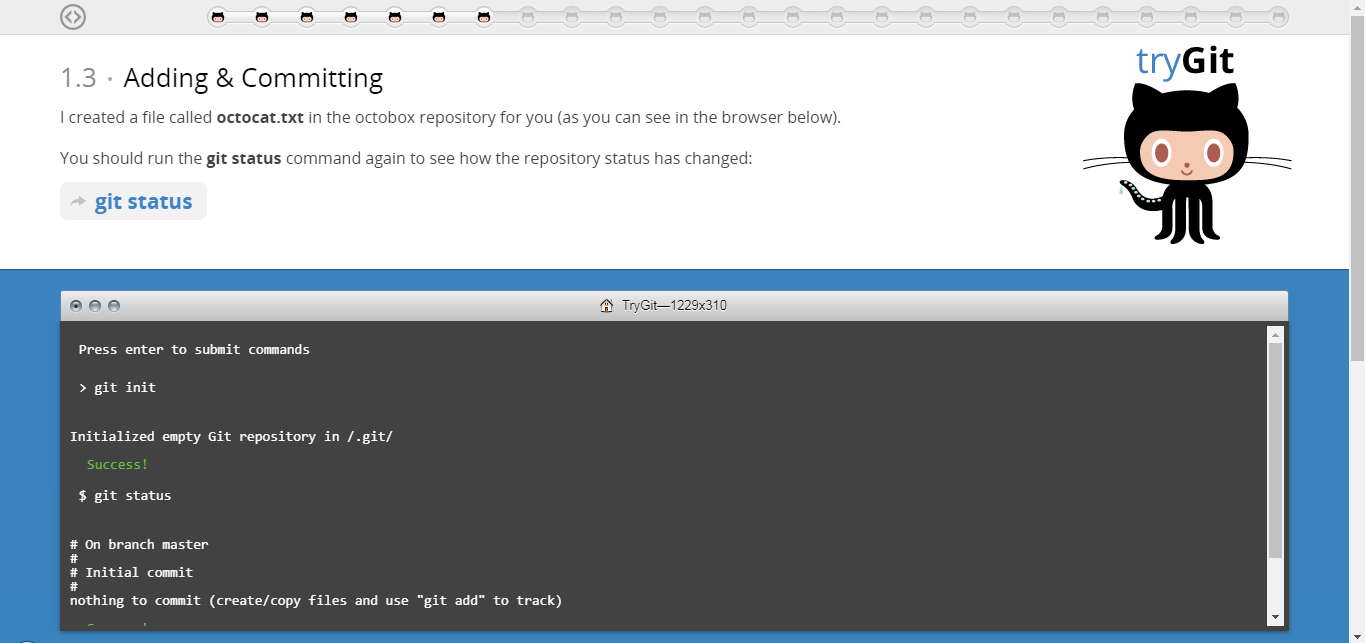 tryGit
1.3 · Adding & Committing
I created a file called octocat.txt in the octobox repository for you (as you can see in the browser below).
You should run the git status command again to see how the repository status has changed:
git status
TryGit—1229x310
Press enter to submit commands
> git init
Initialized empty Git repository in /.git/
Success!
$ git status
# On branch master
#
# Initial commit
#
nothing to commit (create/copy files and use "git add" to track)